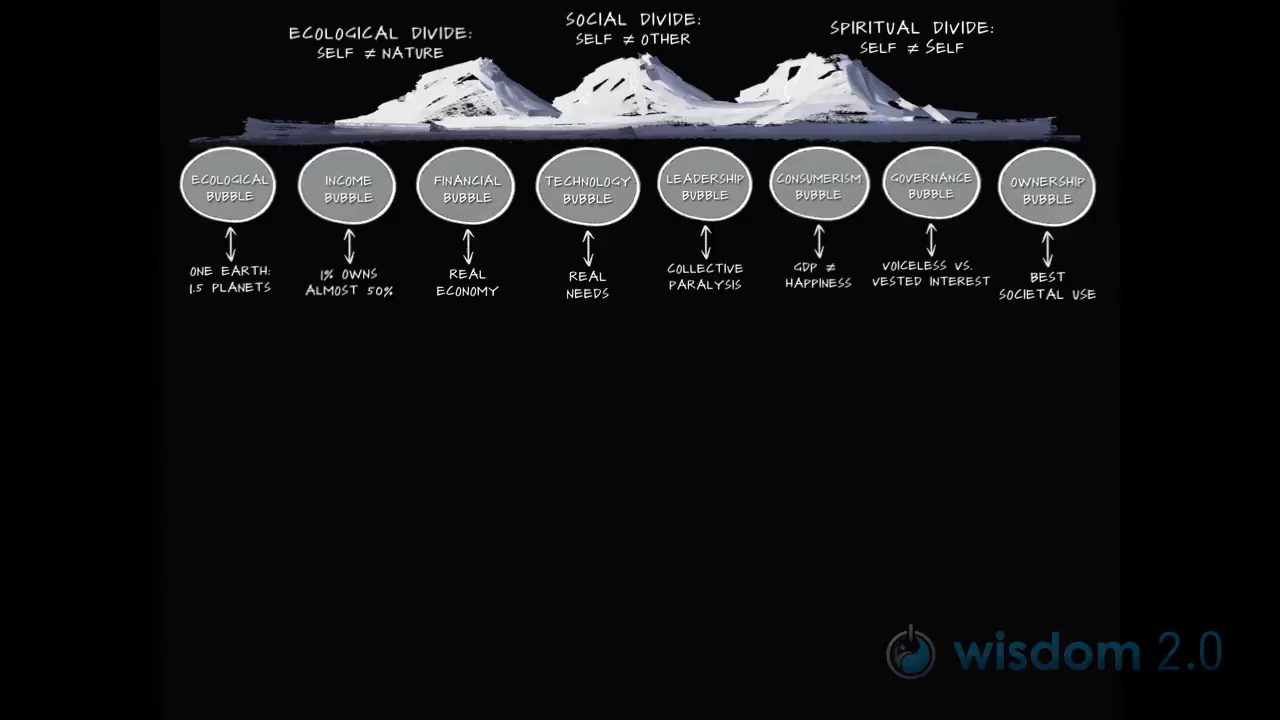 ECOLOGICAL DIVIDE:
SELF ≠ NATURE
SOCIAL DIVIDE:
SELF ≠ OTHER
SPIRITUAL DIVIDE:
SELF ≠ SELF
ECOLOGICAL
BUBBLE
INCOME
BUBBLE
FINANCIAL
BUBBLE
TECHNOLOGY
BUBBLE
LEADERSHIP
BUBBLE
CONSUMERISM
BUBBLE
GOVERNANCE
BUBBLE
OWNERSHIP
BUBBLE
ONE EARTH:
1.5 PLANETS
1% OWNS
ALMOST 50%
REAL
ECONOMY
REAL
NEEDS
COLLECTIVE
PARALYSIS
GDP ≠
HAPPINESS
VOICELESS VS.
VESTED INTEREST
BEST
SOCIETAL USE
wisdom 2.0